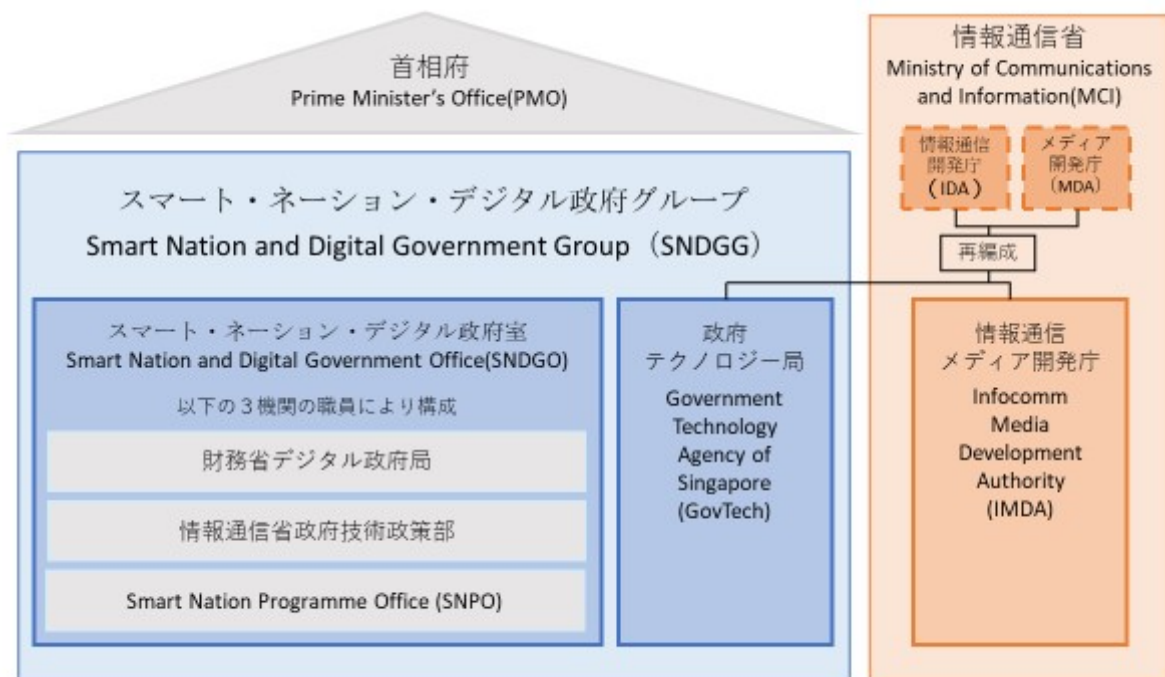 首相府
Prime Minister's Office(PMO)
スマート・ネーション・デジタル政府グループ
Smart Nation and Digital Government Group（SNDGG）
スマート・ネーション・デジタル政府室
Smart Nation and Digital Government Office(SNDGO)
以下の３機関の職員により構成
財務省デジタル政府局
情報通信省政府技術政策部
Smart Nation Programme Office (SNPO)
政府
テクノロジー局
Government
Technology
Agency of
Singapore
(GovTech)
情報通信省
Ministry of Communications
and Information(MCI)
情報通信
開発庁
（IDA）
メディア
開発庁
（MDA）
再編成
情報通信
メディア開発庁
Infocomm
Media
Development
Authority
(IMDA)